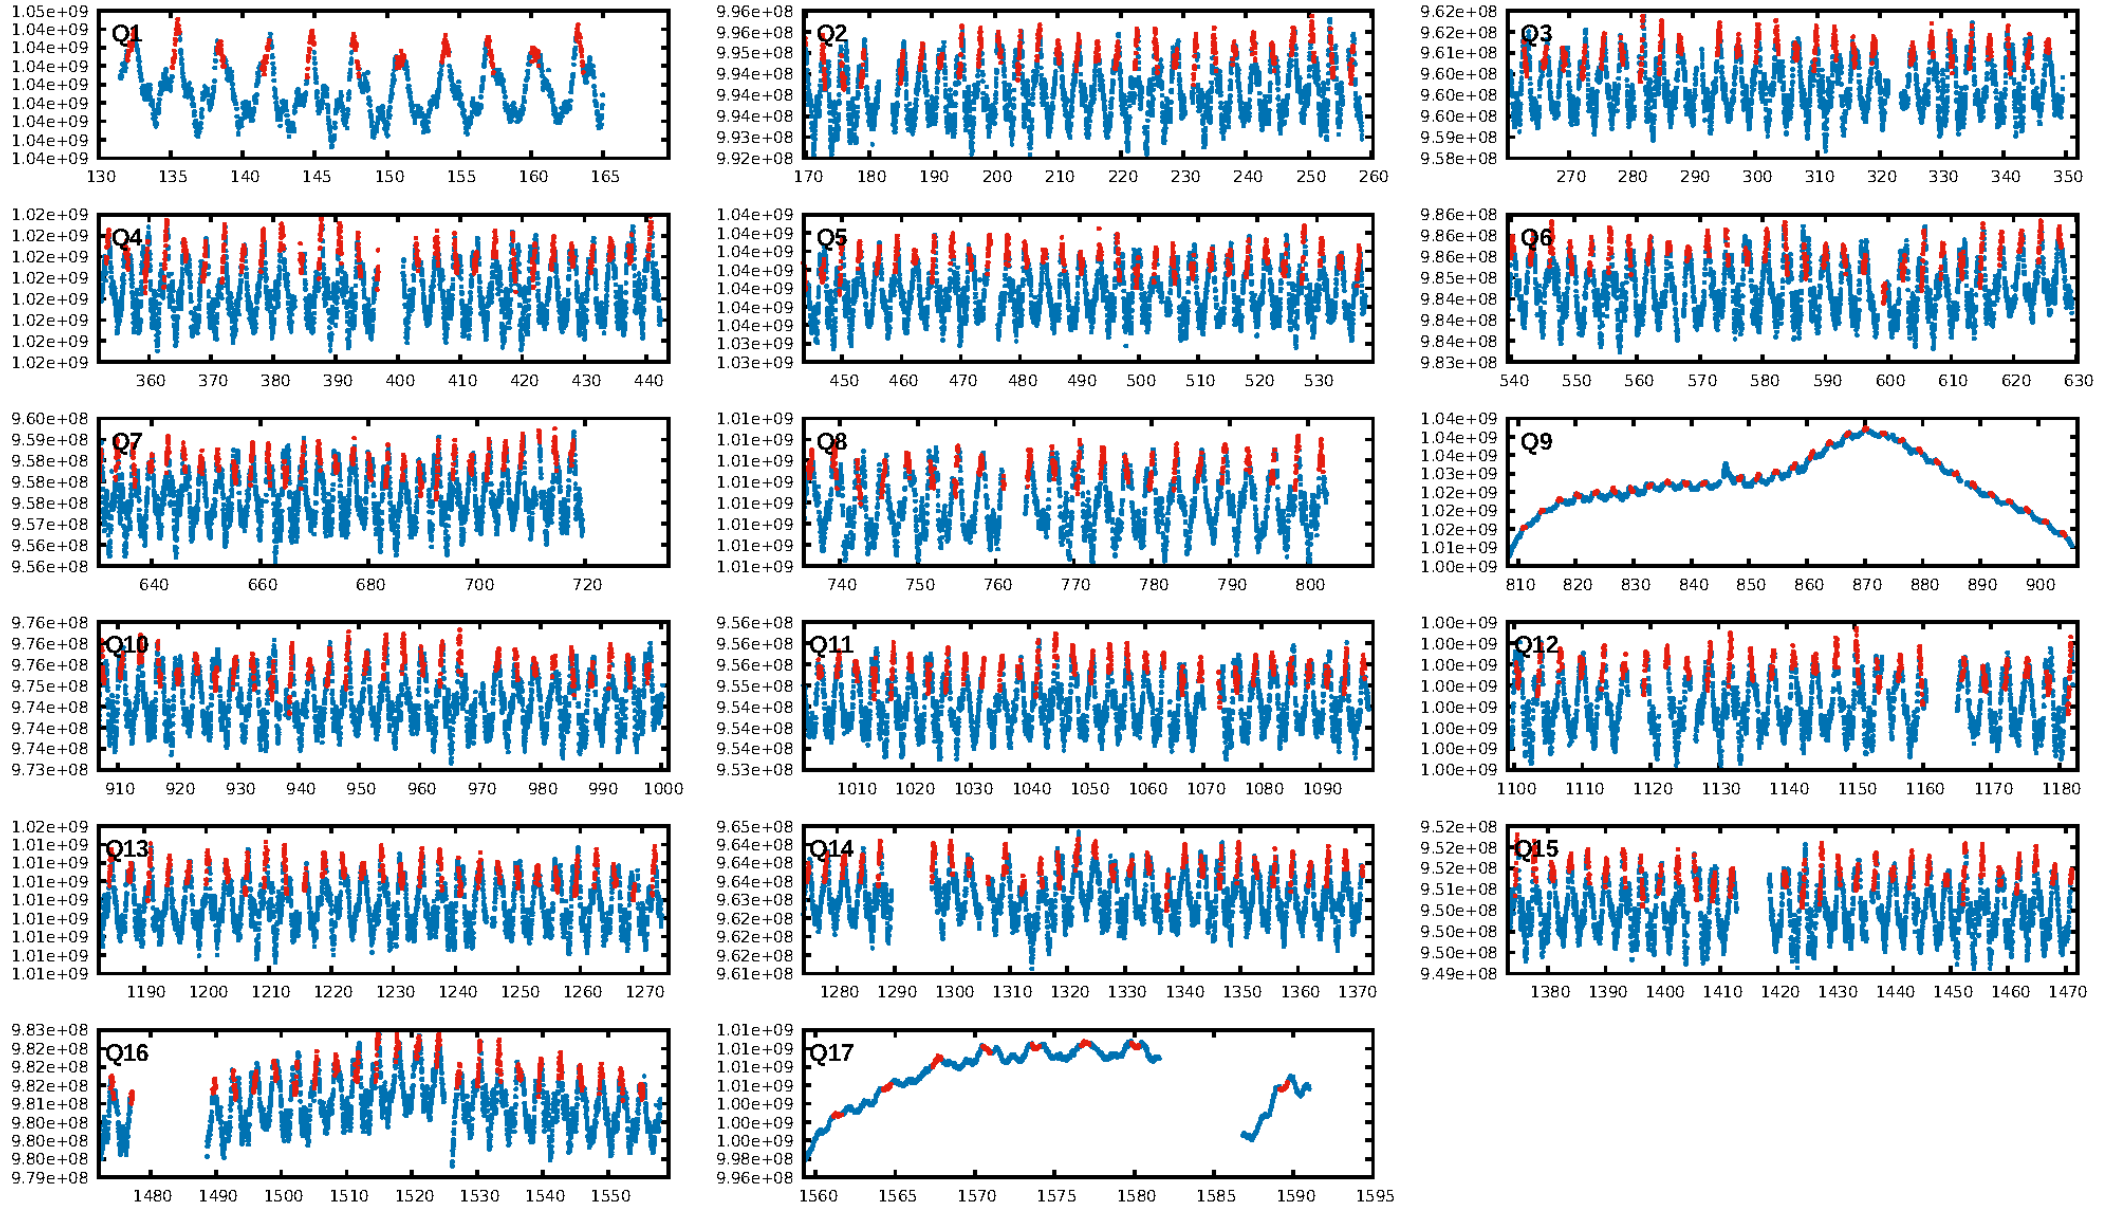 1.05e+09
1.04e+09
1.04e+09
1.04e+09
1.04e+09
1.04e+09
1.04e+09
1.04e+09
1.04e+09
Q1
130 135 140 145 150 155 160 165
9.96e+08
9.96e+08
9.95e+08
9.94e+08
9.94e+08
9.94e+08
9.93e+08
9.92e+08
Q2
170 180 190 200 210 220 230 240 250 260
9.62e+08
9.61e+08
9.61e+08
9.60e+08
9.60e+08
9.60e+08
9.59e+08
9.58e+08
Q3
270 280 290 300 310 320 330 340 350
1.02e+09
1.02e+09
1.02e+09
1.02e+09
1.02e+09
1.02e+09
1.02e+09
1.02e+09
Q4
360 370 380 390 400 410 420 430 440
1.04e+09
1.04e+09
1.04e+09
1.04e+09
1.04e+09
1.04e+09
1.04e+09
1.03e+09
1.03e+09
Q5
450 460 470 480 490 500 510 520 530
9.86e+08
9.86e+08
9.86e+08
9.85e+08
9.84e+08
9.84e+08
9.84e+08
9.83e+08
Q6
540 550 560 570 580 590 600 610 620 630
9.60e+08
9.59e+08
9.58e+08
9.58e+08
9.58e+08
9.57e+08
9.56e+08
9.56e+08
Q7
640 660 680 700 720
1.01e+09
1.01e+09
1.01e+09
1.01e+09
1.01e+09
1.01e+09
1.01e+09
1.01e+09
Q8
740 750 760 770 780 790 800
1.04e+09
1.04e+09
1.04e+09
1.03e+09
1.02e+09
1.02e+09
1.02e+09
1.01e+09
1.00e+09
Q9
810 820 830 840 850 860 870 880 890 900
9.76e+08
9.76e+08
9.76e+08
9.75e+08
9.74e+08
9.74e+08
9.74e+08
9.73e+08
Q10
910 920 930 940 950 960 970 980 990 1000
9.56e+08
9.56e+08
9.56e+08
9.55e+08
9.54e+08
9.54e+08
9.54e+08
9.53e+08
Q11
1010 1020 1030 1040 1050 1060 1070 1080 1090
1.00e+09
1.00e+09
1.00e+09
1.00e+09
1.00e+09
1.00e+09
1.00e+09
1.00e+09
Q12
1100 1110 1120 1130 1140 1150 1160 1170 1180
1.02e+09
1.01e+09
1.01e+09
1.01e+09
1.01e+09
1.01e+09
1.01e+09
1.01e+09
1.01e+09
Q13
1190 1200 1210 1220 1230 1240 1250 1260 1270
9.65e+08
9.64e+08
9.64e+08
9.64e+08
9.63e+08
9.62e+08
9.62e+08
9.62e+08
9.61e+08
Q14
1280 1290 1300 1310 1320 1330 1340 1350 1360 1370
9.52e+08
9.52e+08
9.52e+08
9.51e+08
9.50e+08
9.50e+08
9.50e+08
9.49e+08
Q15
1380 1390 1400 1410 1420 1430 1440 1450 1460 1470
9.83e+08
9.82e+08
9.82e+08
9.82e+08
9.81e+08
9.80e+08
9.80e+08
9.80e+08
9.79e+08
Q16
1480 1490 1500 1510 1520 1530 1540 1550
1.01e+09
1.01e+09
1.01e+09
1.01e+09
1.00e+09
1.00e+09
1.00e+09
9.98e+08
9.96e+08
Q17
1560 1565 1570 1575 1580 1585 1590 1595